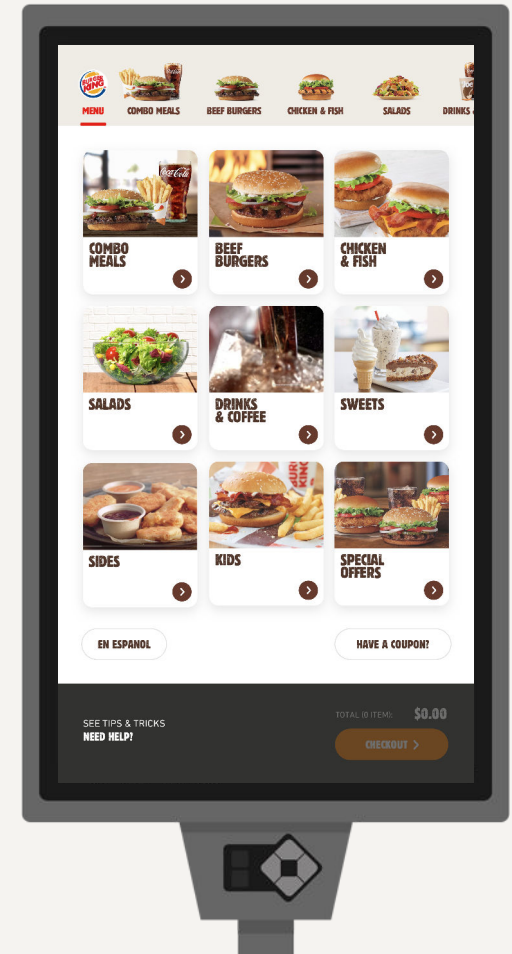 BURGER
KING
MENU
COMBO MEALS
BEEF BURGERS
CHICKEN & FISH
SALADS
DRINKS &
Coca-Cola
COMBO
MEALS
BEEF
BURGERS
CHICKEN
& FISH
SALADS
DRINKS
& COFFEE
SWEETS
SIDES
KIDS
SPECIAL
OFFERS
EN ESPANOL
HAVE A COUPON?
SEE TIPS & TRICKS
NEED HELP?
TOTAL (0 ITEM): $0.00
CHECKOUT >